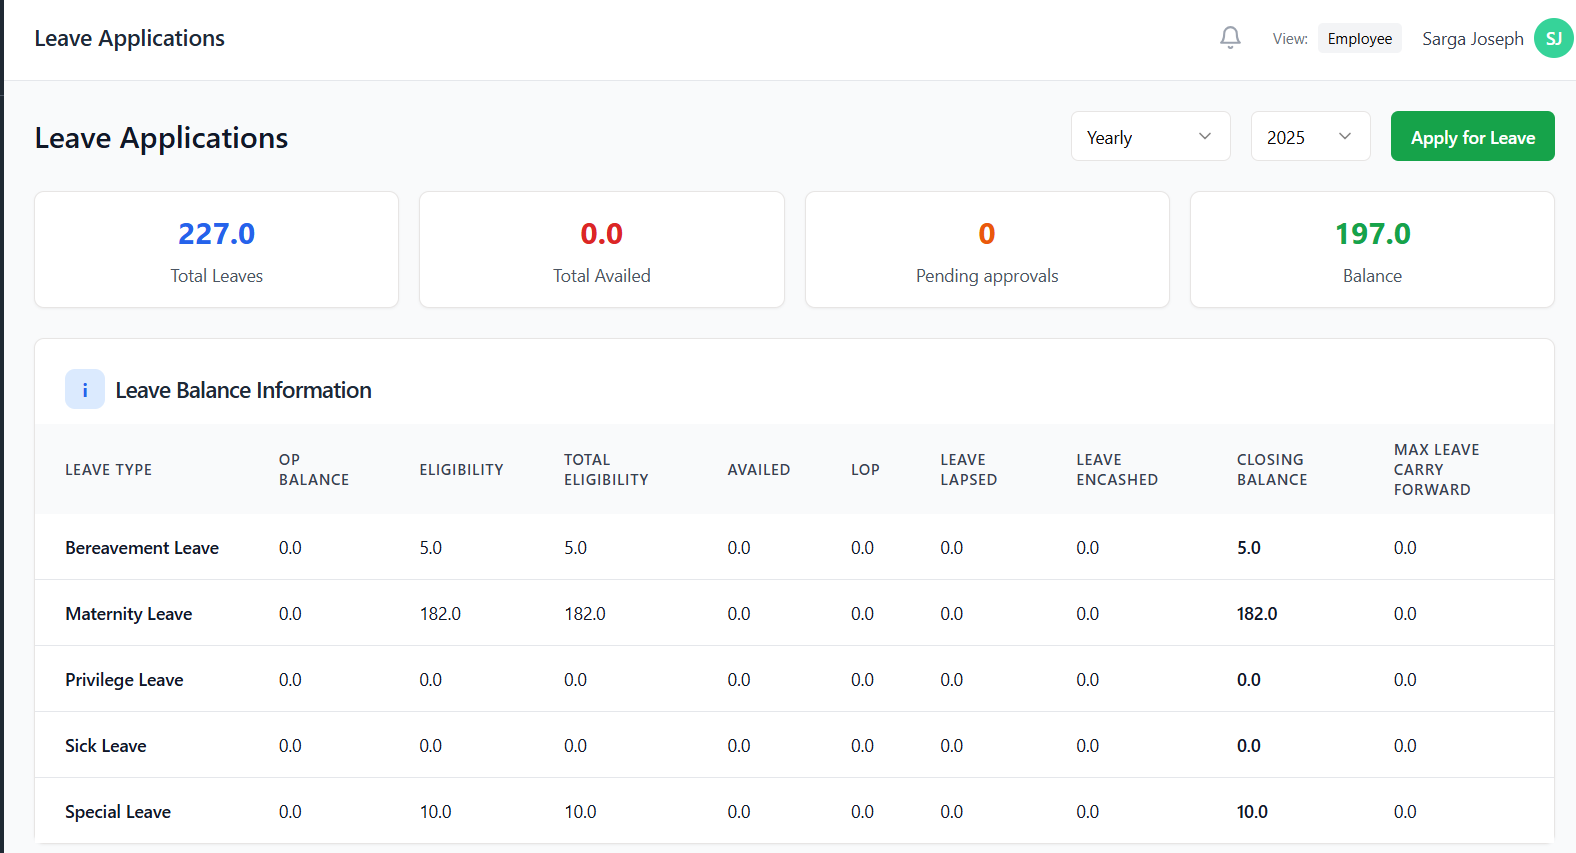 Leave Applications
View: Employee Sarga Joseph SJ
Leave Applications
Yearly 2025 Apply for Leave
227.0 0.0 0 197.0
Total Leaves Total Availed Pending approvals Balance
i Leave Balance Information
LEAVE TYPE OP BALANCE ELIGIBILITY TOTAL ELIGIBILITY AVAILED LOP LEAVE LAPSED LEAVE ENCASHED CLOSING BALANCE MAX LEAVE CARRY FORWARD
Bereavement Leave 0.0 5.0 5.0 0.0 0.0 0.0 0.0 5.0 0.0
Maternity Leave 0.0 182.0 182.0 0.0 0.0 0.0 0.0 182.0 0.0
Privilege Leave 0.0 0.0 0.0 0.0 0.0 0.0 0.0 0.0 0.0
Sick Leave 0.0 0.0 0.0 0.0 0.0 0.0 0.0 0.0 0.0
Special Leave 0.0 10.0 10.0 0.0 0.0 0.0 0.0 10.0 0.0